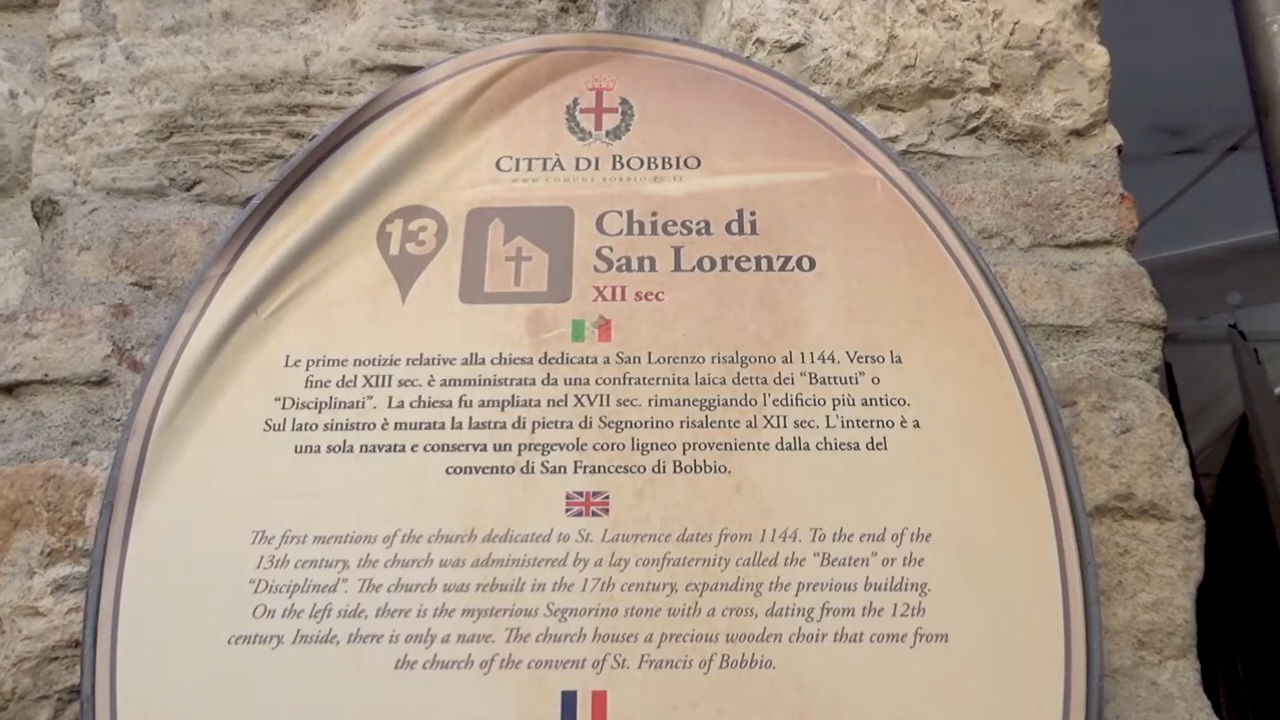 CITTÀ DI BOBBIO
WWW.COMUNE.BOBBIO.PC.IT
13
Chiesa di
San Lorenzo
XII sec
Le prime notizie relative alla chiesa dedicata a San Lorenzo risalgono al 1144. Verso la
fine del XIII sec. è amministrata da una confraternita laica detta dei “Battuti” o
“Disciplinati”. La chiesa fu ampliata nel XVII sec. rimaneggiando l'edificio più antico.
Sul lato sinistro è murata la lastra di pietra di Segnorino risalente al XII sec. L'interno è a
una sola navata e conserva un pregevole coro ligneo proveniente dalla chiesa del
convento di San Francesco di Bobbio.
The first mentions of the church dedicated to St. Lawrence dates from 1144. To the end of the
13th century, the church was administered by a lay confraternity called the “Beaten” or the
“Disciplined”. The church was rebuilt in the 17th century, expanding the previous building.
On the left side, there is the mysterious Segnorino stone with a cross, dating from the 12th
century. Inside, there is only a nave. The church houses a precious wooden choir that come from
the church of the convent of St. Francis of Bobbio.